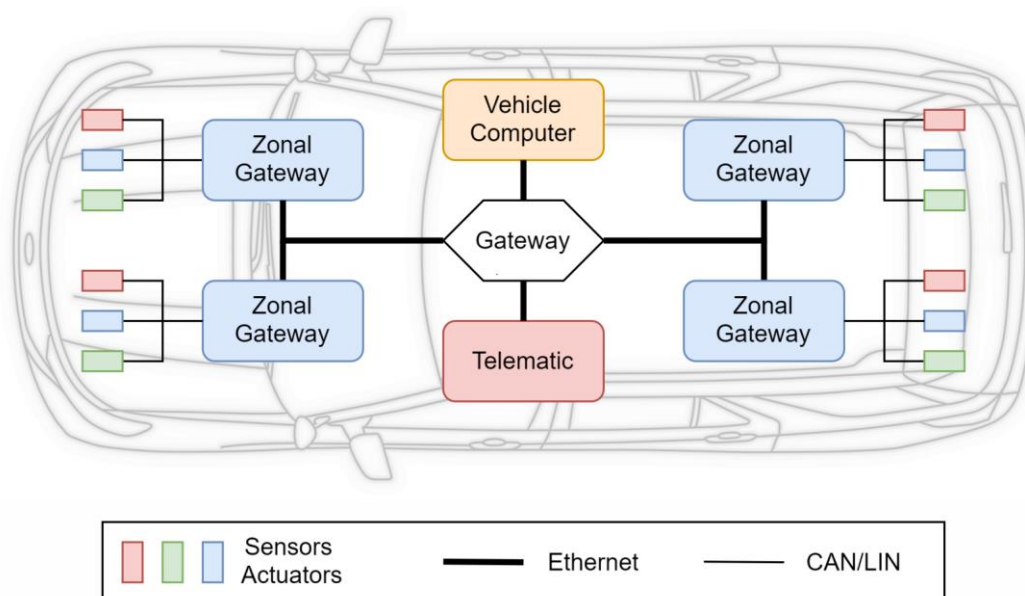 Vehicle
Computer
Zonal
Gateway
Zonal
Gateway
Gateway
Zonal
Gateway
Zonal
Gateway
Telematic
Sensors
Actuators
Ethernet
CAN/LIN